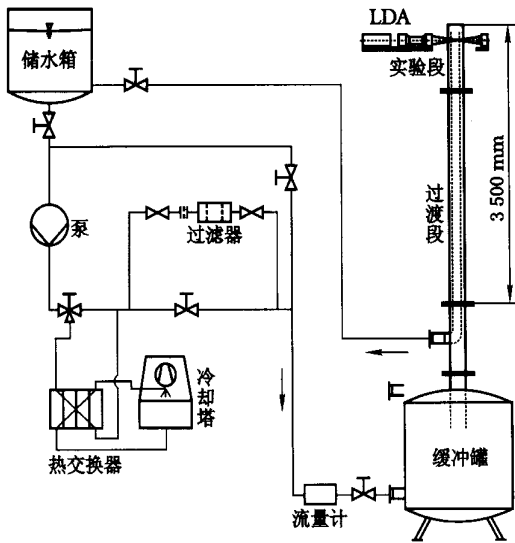 储水箱
LDA
实验段
过渡段
3 500 mm
泵
过滤器
冷却塔
热交换器
缓冲罐
流量计